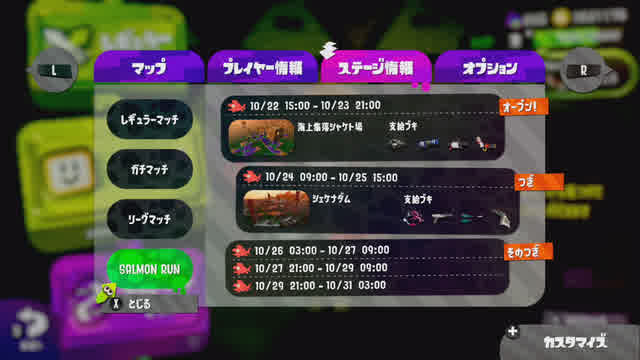 L
マップ
プレイヤー情報
ステージ情報
オプション
R
レギュラーマッチ
ガチマッチ
リーグマッチ
SALMON RUN
X とじる
10/22 15:00 - 10/23 21:00
オープン!
海上集落シャケト場
支給ブキ
10/24 09:00 - 10/25 15:00
つぎ
シェケナダム
支給ブキ
10/26 03:00 - 10/27 09:00
そのつぎ
10/27 21:00 - 10/29 09:00
10/29 21:00 - 10/31 03:00
カスタマイズ